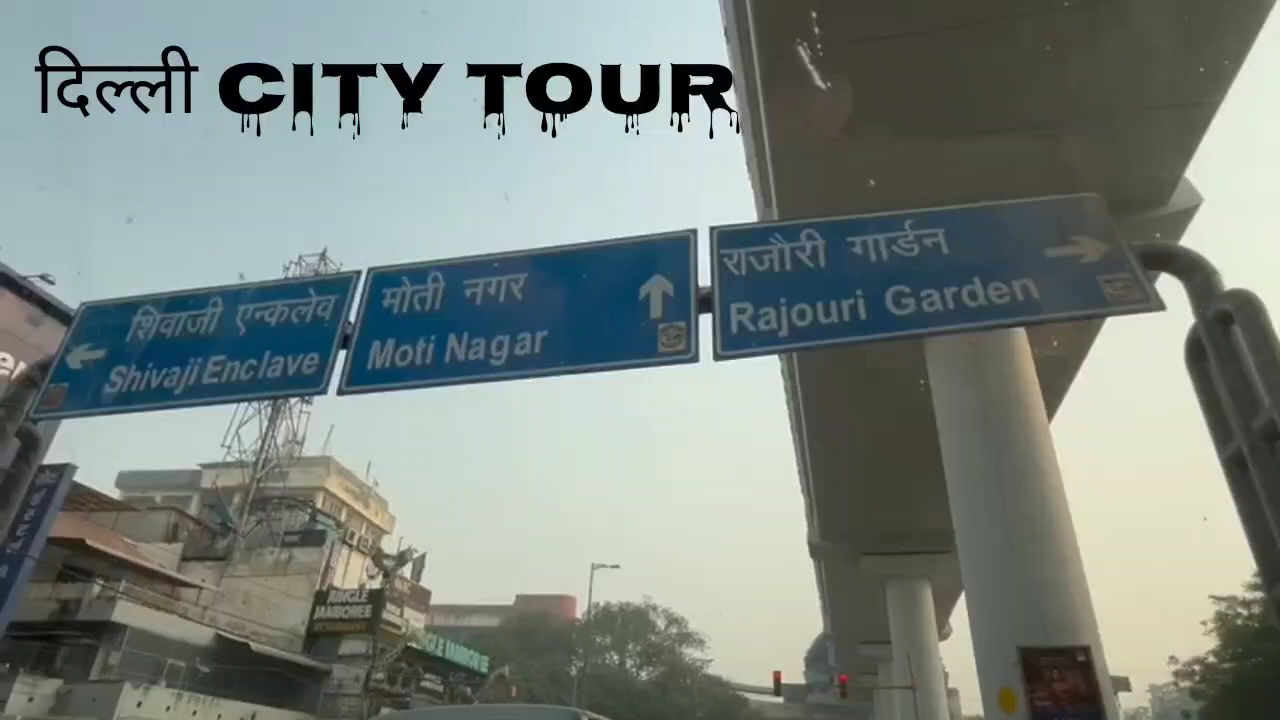 दिल्ली CITY TOUR
शिवाजी एन्कलेव
Shivaji Enclave
मोती नगर
Moti Nagar
राजौरी गार्डन
Rajouri Garden
JUNGLE
JAMBOREE